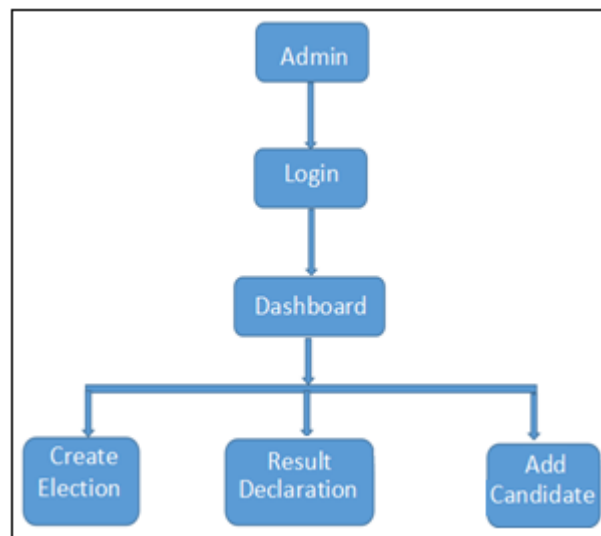 Admin
Login
Dashboard
Create
Election
Result
Declaration
Add
Candidate